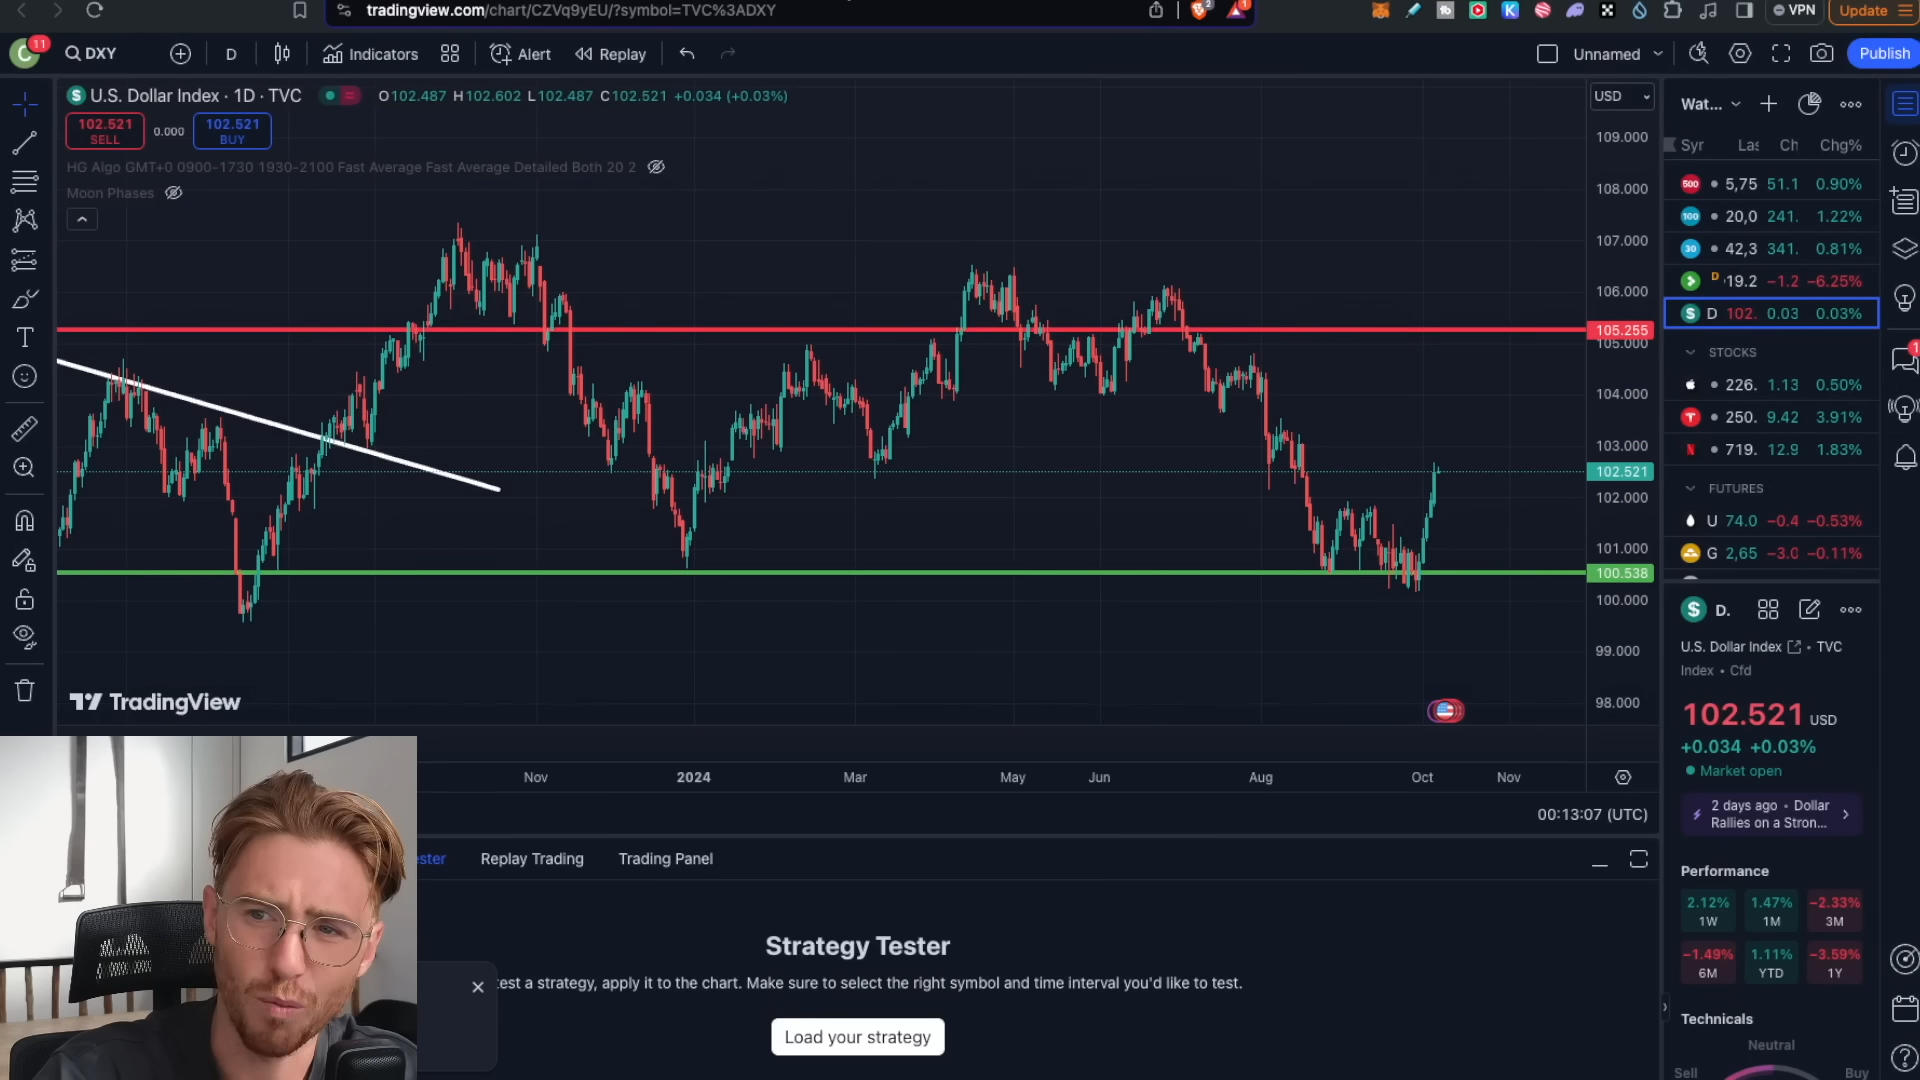 tradingview.com/chart/CZVq9yEU/?symbol=TVC%3ADXY
2
1
VPN
Update
C
11
DXY
D
Indicators
Alert
Replay
Unnamed
Publish
U.S. Dollar Index · 1D · TVC
O102.487 H102.602 L102.487 C102.521 +0.034 (+0.03%)
102.521
SELL
0.000
102.521
BUY
HG Algo GMT+0 0900-1730 1930-2100 Fast Average Fast Average Detailed Both 20 2
Moon Phases
USD
109.000
108.000
107.000
106.000
105.255
105.000
104.000
103.000
102.521
102.000
101.000
100.538
100.000
99.000
98.000
TradingView
Nov
2024
Mar
May
Jun
Aug
Oct
Nov
00:13:07 (UTC)
ester
Replay Trading
Trading Panel
Strategy Tester
test a strategy, apply it to the chart. Make sure to select the right symbol and time interval you'd like to test.
Load your strategy
Wat...
Syr Las Ch Chg%
500 5,75 51.1 0.90%
100 20,0 241. 1.22%
30 42,3 341. 0.81%
D 19.2 −1.2 −6.25%
D 102. 0.03 0.03%
STOCKS
226. 1.13 0.50%
250. 9.42 3.91%
719. 12.9 1.83%
FUTURES
U 74.0 −0.4 −0.53%
G 2,65 −3.0 −0.11%
D.
U.S. Dollar Index • TVC
Index • Cfd
102.521 USD
+0.034 +0.03%
Market open
2 days ago • Dollar
Rallies on a Stron...
Performance
2.12% 1.47% −2.33%
1W 1M 3M
−1.49% 1.11% −3.59%
6M YTD 1Y
Technicals
Neutral
Sell Buy